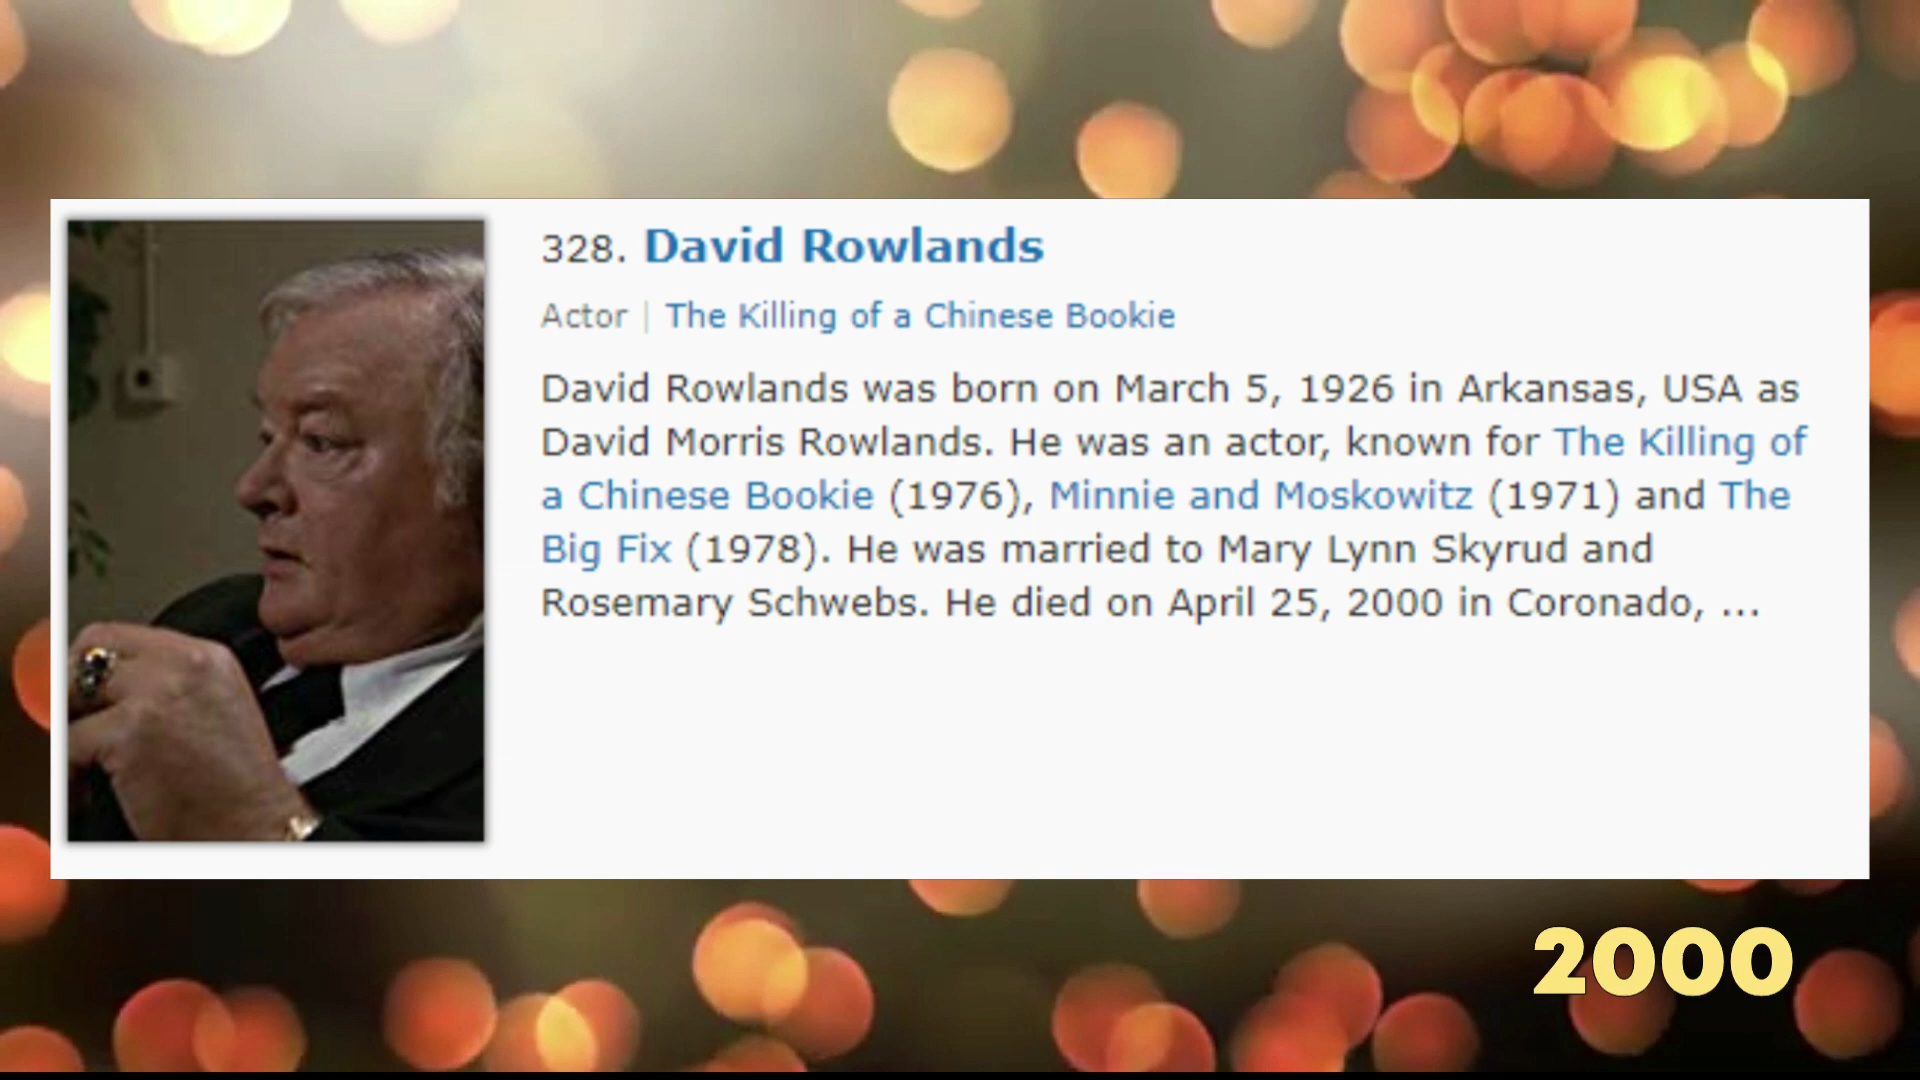 328. David Rowlands
Actor | The Killing of a Chinese Bookie
David Rowlands was born on March 5, 1926 in Arkansas, USA as
David Morris Rowlands. He was an actor, known for The Killing of
a Chinese Bookie (1976), Minnie and Moskowitz (1971) and The
Big Fix (1978). He was married to Mary Lynn Skyrud and
Rosemary Schwebs. He died on April 25, 2000 in Coronado, ...
2000